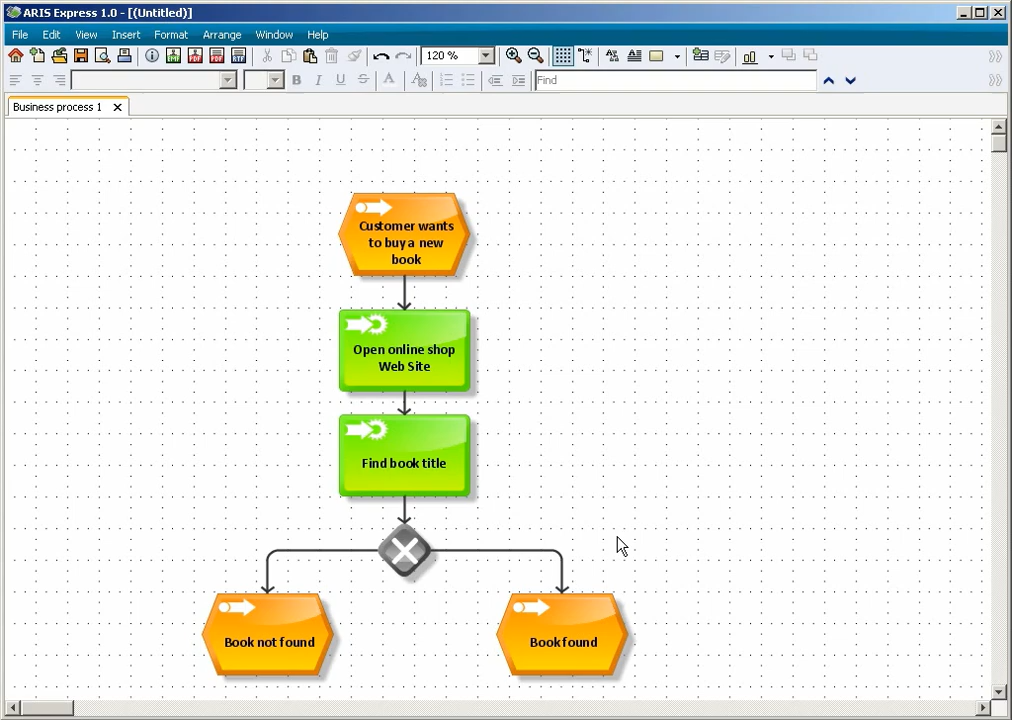 ARIS Express 1.0 - [(Untitled)]
File Edit View Insert Format Arrange Window Help
120 %
B I U S A
Find
Business process 1
Customer wants
to buy a new
book
Open online shop
Web Site
Find book title
Book not found
Book found